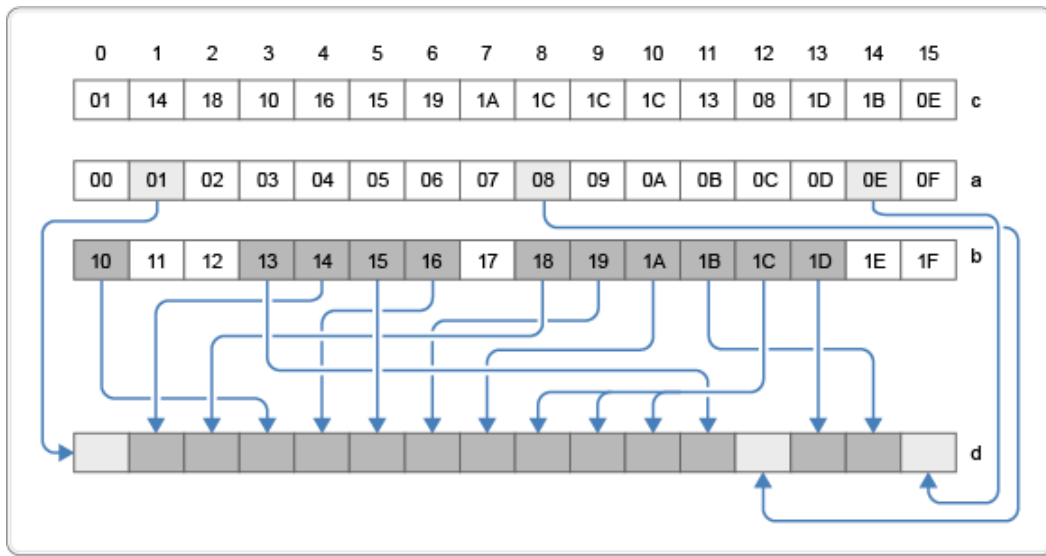 0 1 2 3 4 5 6 7 8 9 10 11 12 13 14 15
01 14 18 10 16 15 19 1A 1C 1C 1C 13 08 1D 1B 0E c
00 01 02 03 04 05 06 07 08 09 0A 0B 0C 0D 0E 0F a
10 11 12 13 14 15 16 17 18 19 1A 1B 1C 1D 1E 1F b
d